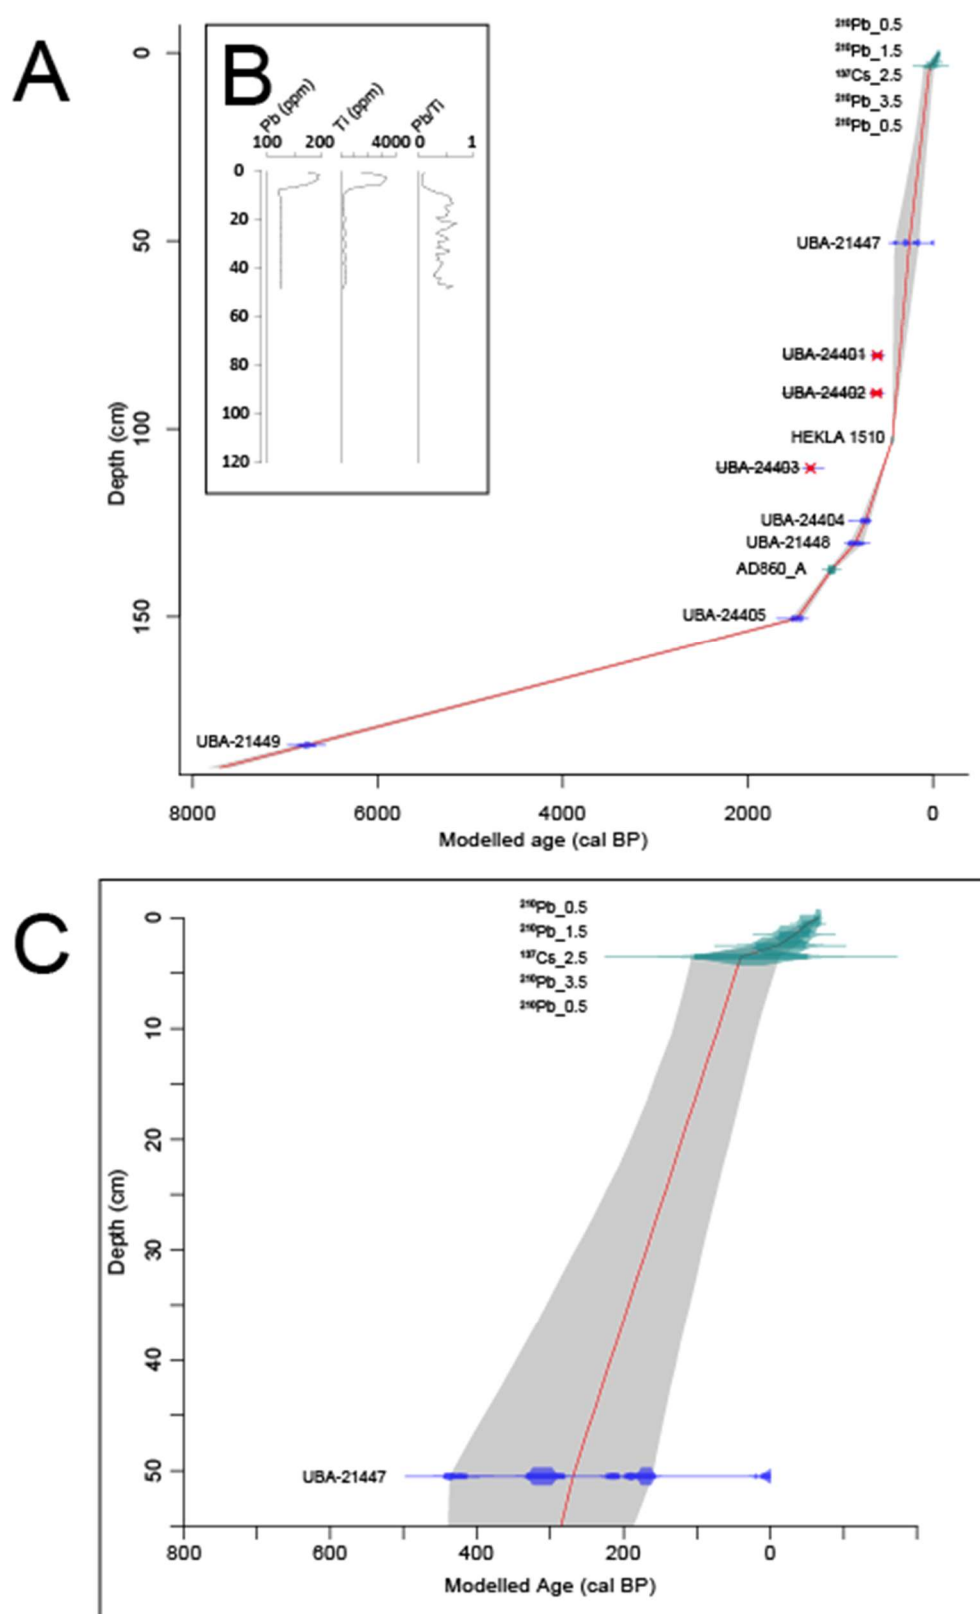 A
B
Pb (ppm)
Ti (ppm)
Pb/Ti
100 200 4000 0 1
0
20
40
60
80
100
120
²¹⁰Pb_0.5
²¹⁰Pb_1.5
¹³⁷Cs_2.5
²¹⁰Pb_3.5
²¹⁰Pb_0.5
UBA-21447
UBA-24401
UBA-24402
HEKLA 1510
UBA-24403
UBA-24404
UBA-21448
AD860_A
UBA-24405
UBA-21449
0
50
100
150
Depth (cm)
8000 6000 4000 2000 0
Modelled age (cal BP)
C
²¹⁰Pb_0.5
²¹⁰Pb_1.5
¹³⁷Cs_2.5
²¹⁰Pb_3.5
²¹⁰Pb_0.5
UBA-21447
0
10
20
30
40
50
Depth (cm)
800 600 400 200 0
Modelled Age (cal BP)